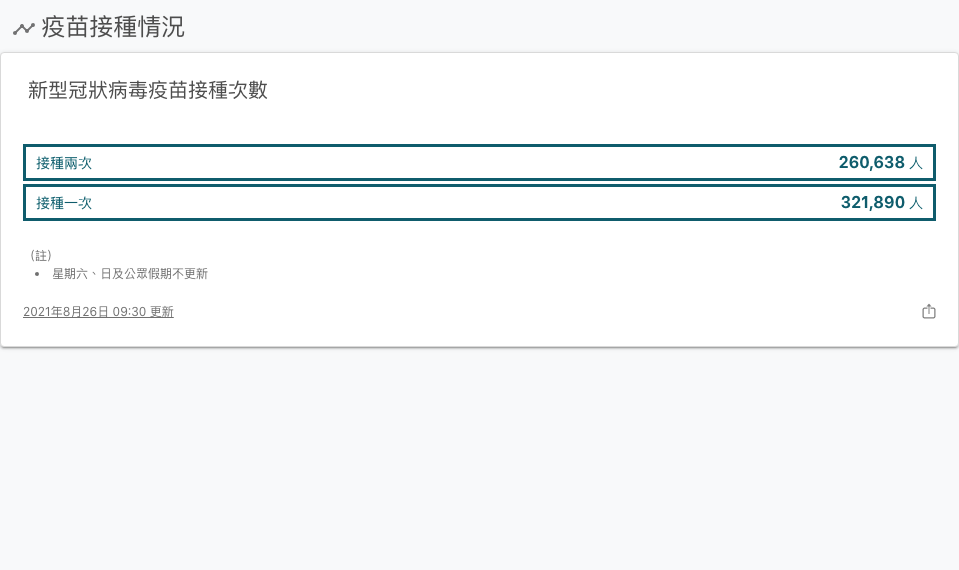 疫苗接種情況
新型冠狀病毒疫苗接種次數
接種兩次 260,638 人
接種一次 321,890 人
（註）
• 星期六、日及公眾假期不更新
2021年8月26日 09:30 更新